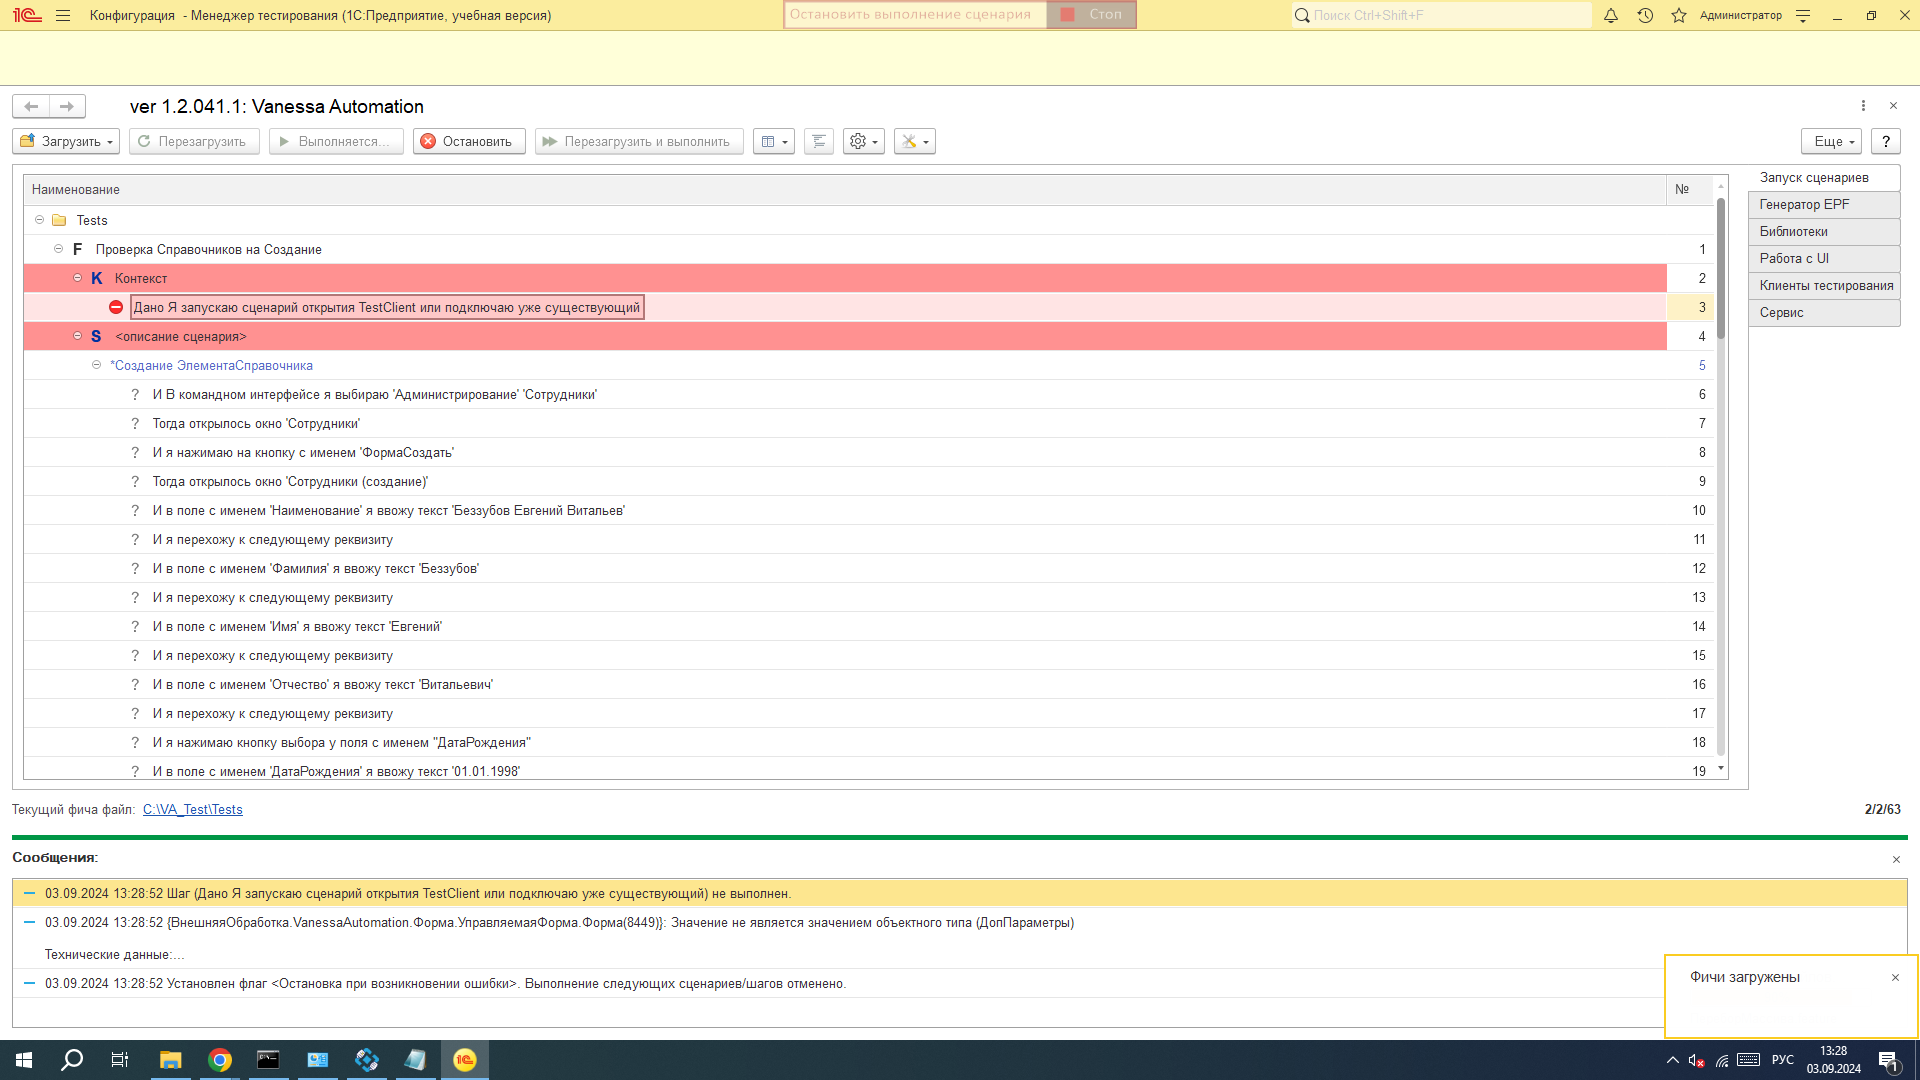 1С Конфигурация - Менеджер тестирования (1С:Предприятие, учебная версия)
Остановить выполнение сценария Стоп
Поиск Ctrl+Shift+F
Администратор
ver 1.2.041.1: Vanessa Automation
Загрузить Перезагрузить Выполняется... Остановить Перезагрузить и выполнить Еще ?
Наименование №
Tests
F Проверка Справочников на Создание 1
K Контекст 2
Дано Я запускаю сценарий открытия TestClient или подключаю уже существующий 3
S <описание сценария> 4
*Создание ЭлементаСправочника 5
? И В командном интерфейсе я выбираю 'Администрирование' 'Сотрудники' 6
? Тогда открылось окно 'Сотрудники' 7
? И я нажимаю на кнопку с именем 'ФормаСоздать' 8
? Тогда открылось окно 'Сотрудники (создание)' 9
? И в поле с именем 'Наименование' я ввожу текст 'Беззубов Евгений Витальев' 10
? И я перехожу к следующему реквизиту 11
? И в поле с именем 'Фамилия' я ввожу текст 'Беззубов' 12
? И я перехожу к следующему реквизиту 13
? И в поле с именем 'Имя' я ввожу текст 'Евгений' 14
? И я перехожу к следующему реквизиту 15
? И в поле с именем 'Отчество' я ввожу текст 'Витальевич' 16
? И я перехожу к следующему реквизиту 17
? И я нажимаю кнопку выбора у поля с именем "ДатаРождения" 18
? И в поле с именем 'ДатаРождения' я ввожу текст '01.01.1998' 19
Запуск сценариев
Генератор EPF
Библиотеки
Работа с UI
Клиенты тестирования
Сервис
Текущий фича файл: C:\VA_Test\Tests 2/2/63
Сообщения:
03.09.2024 13:28:52 Шаг (Дано Я запускаю сценарий открытия TestClient или подключаю уже существующий) не выполнен.
03.09.2024 13:28:52 {ВнешняяОбработка.VanessaAutomation.Форма.УправляемаяФорма.Форма(8449)}: Значение не является значением объектного типа (ДопПараметры)
Технические данные:...
03.09.2024 13:28:52 Установлен флаг <Остановка при возникновении ошибки>. Выполнение следующих сценариев/шагов отменено.
Фичи загружены
РУС
13:28
03.09.2024
1